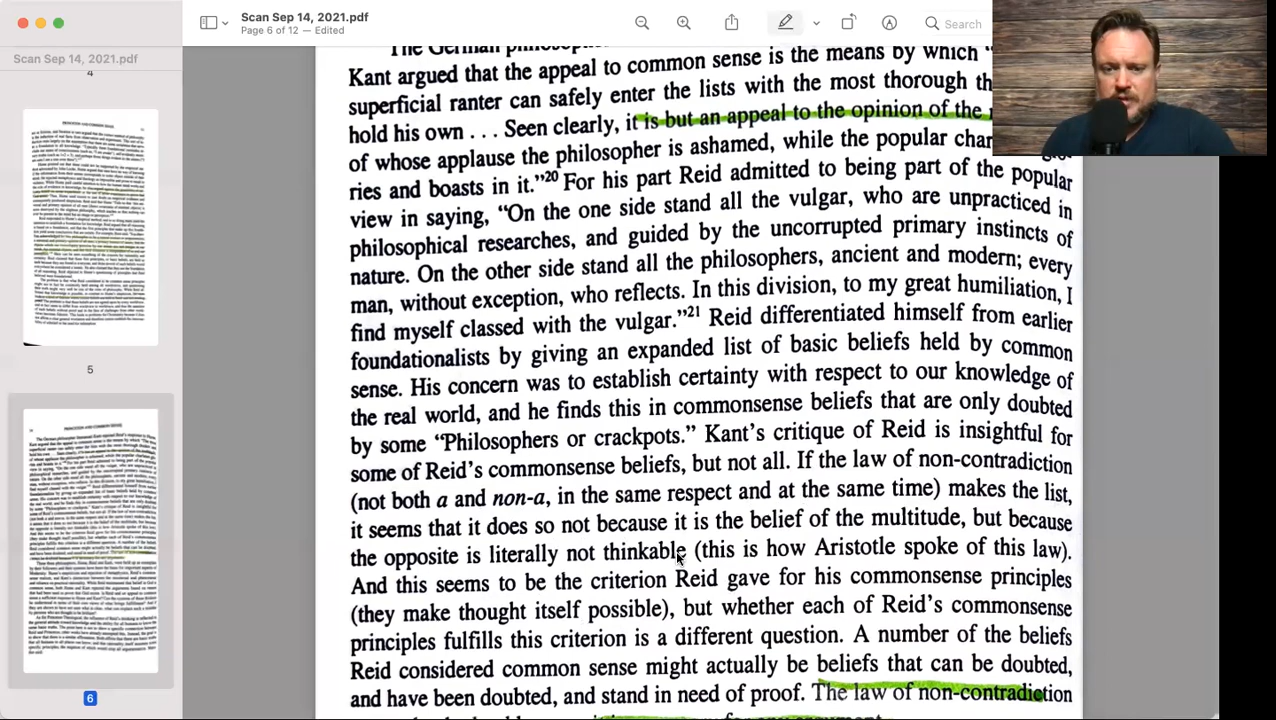 Scan Sep 14, 2021.pdf
Page 6 of 12 – Edited
Search
Scan Sep 14, 2021.pdf
4
5
6
The German
Kant argued that the appeal to common sense is the means by which "
superficial ranter can safely enter the lists with the most thorough th
hold his own . . . Seen clearly, it is but an appeal to the opinion of the
of whose applause the philosopher is ashamed, while the popular char
ries and boasts in it."20 For his part Reid admitted to being part of the popular
view in saying, "On the one side stand all the vulgar, who are unpracticed in
philosophical researches, and guided by the uncorrupted primary instincts of
nature. On the other side stand all the philosophers, ancient and modern; every
man, without exception, who reflects. In this division, to my great humiliation, I
find myself classed with the vulgar."21 Reid differentiated himself from earlier
foundationalists by giving an expanded list of basic beliefs held by common
sense. His concern was to establish certainty with respect to our knowledge of
the real world, and he finds this in commonsense beliefs that are only doubted
by some "Philosophers or crackpots." Kant's critique of Reid is insightful for
some of Reid's commonsense beliefs, but not all. If the law of non-contradiction
(not both a and non-a, in the same respect and at the same time) makes the list,
it seems that it does so not because it is the belief of the multitude, but because
the opposite is literally not thinkable (this is how Aristotle spoke of this law).
And this seems to be the criterion Reid gave for his commonsense principles
(they make thought itself possible), but whether each of Reid's commonsense
principles fulfills this criterion is a different question. A number of the beliefs
Reid considered common sense might actually be beliefs that can be doubted,
and have been doubted, and stand in need of proof. The law of non-contradiction